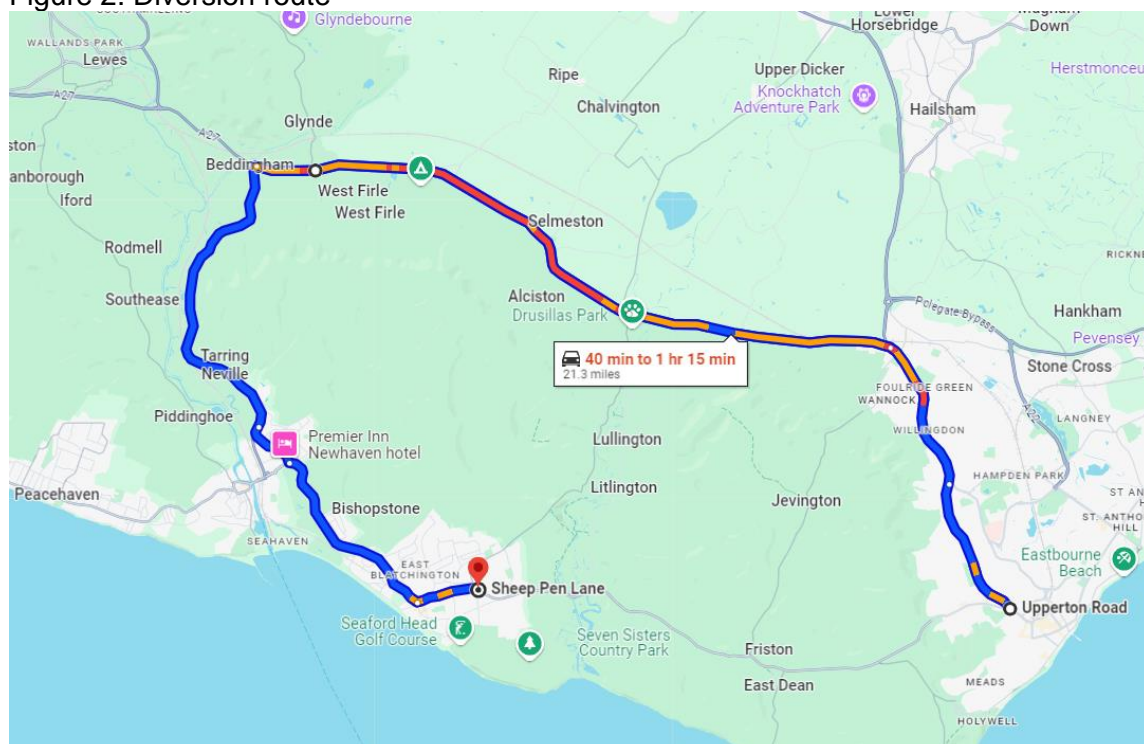 Figure 2: Diversion route
Glyndebourne
Lower
Horsebridge
Down
WALLANDS PARK
Lewes
Ripe
Upper Dicker
Herstmonceu
A27
Chalvington
Knockhatch
Adventure Park
Hailsham
Glynde
A27
ston
Beddingham
anborough
Iford
West Firle
West Firle
Selmeston
Rodmell
RICKNE
Southease
Alciston
Drusillas Park
Polegate Bypass
Hankham
Pevensey
40 min to 1 hr 15 min
21.3 miles
Tarring
Neville
Stone Cross
FOULRIDE GREEN
WANNOCK
A22
LANGNEY
Piddinghoe
WILLINGDON
Premier Inn
Newhaven hotel
Lullington
HAMPDEN PARK
Litlington
Jevington
ST AN
Peacehaven
Bishopstone
ST. ANTHO
HILL
SEAHAVEN
EAST
BLATCHINGTON
Eastbourne
Beach
Sheep Pen Lane
Upperton Road
Seaford Head
Golf Course
Seven Sisters
Country Park
Friston
East Dean
MEADS
HOLYWELL